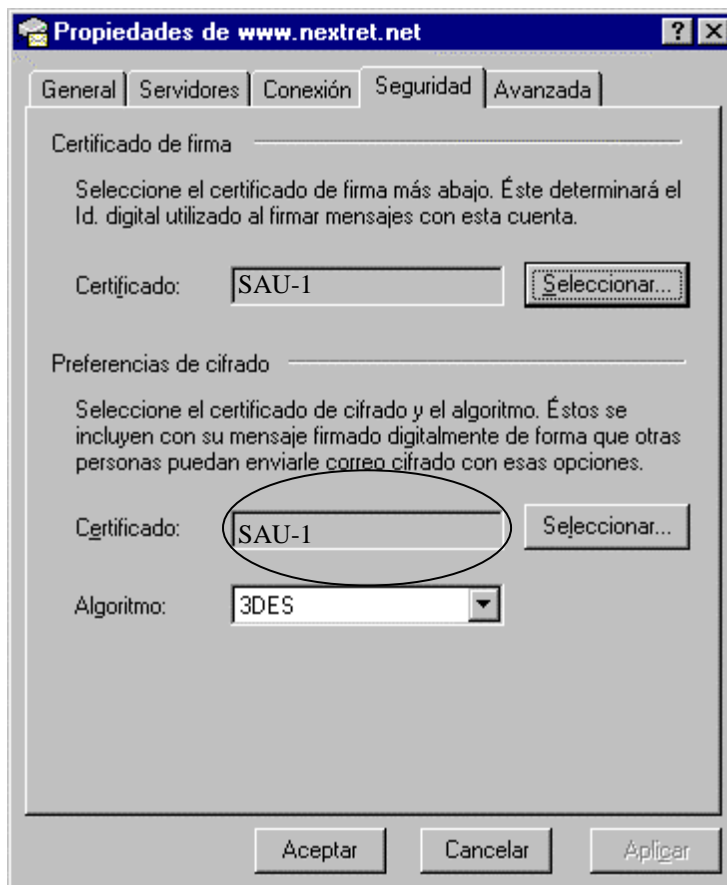 Propiedades de www.nextret.net
General Servidores Conexión Seguridad Avanzada
Certificado de firma
Seleccione el certificado de firma más abajo. Éste determinará el
Id. digital utilizado al firmar mensajes con esta cuenta.
Certificado: SAU-1 Seleccionar...
Preferencias de cifrado
Seleccione el certificado de cifrado y el algoritmo. Éstos se
incluyen con su mensaje firmado digitalmente de forma que otras
personas puedan enviarle correo cifrado con esas opciones.
Certificado: SAU-1 Seleccionar...
Algoritmo: 3DES
Aceptar Cancelar Aplicar